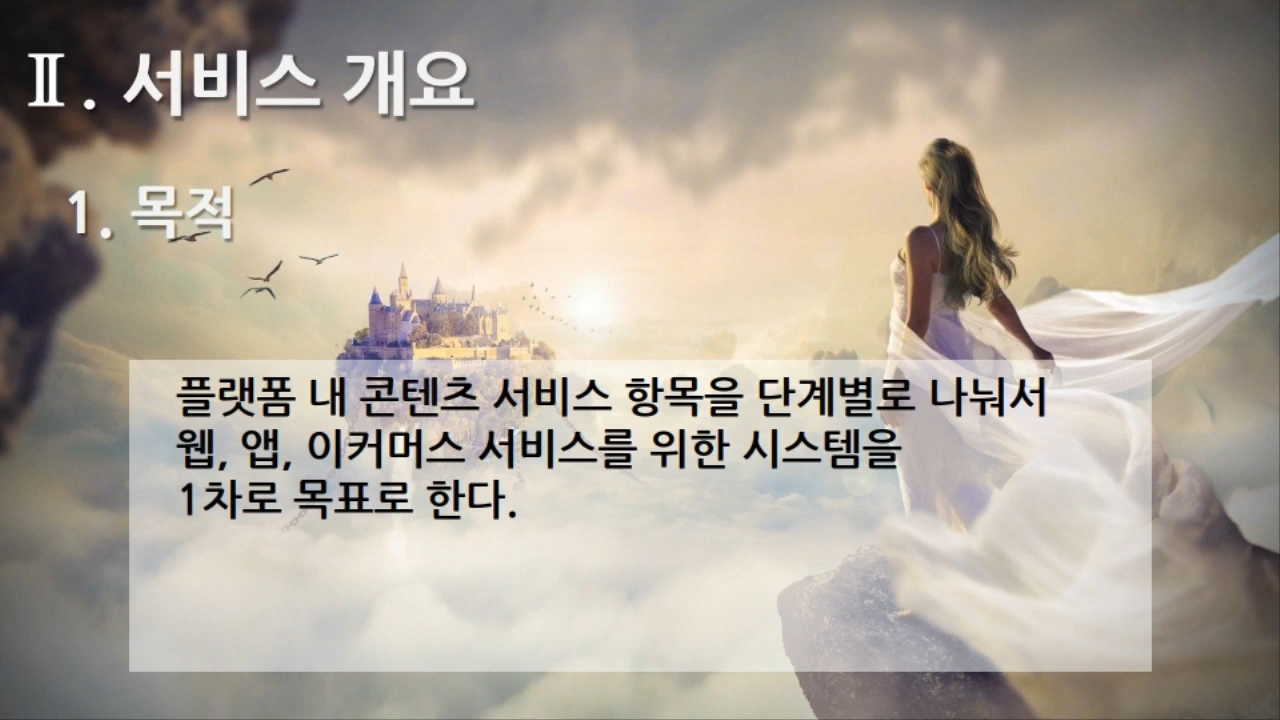 Ⅱ. 서비스 개요
1. 목적
플랫폼 내 콘텐츠 서비스 항목을 단계별로 나눠서
웹, 앱, 이커머스 서비스를 위한 시스템을
1차로 목표로 한다.